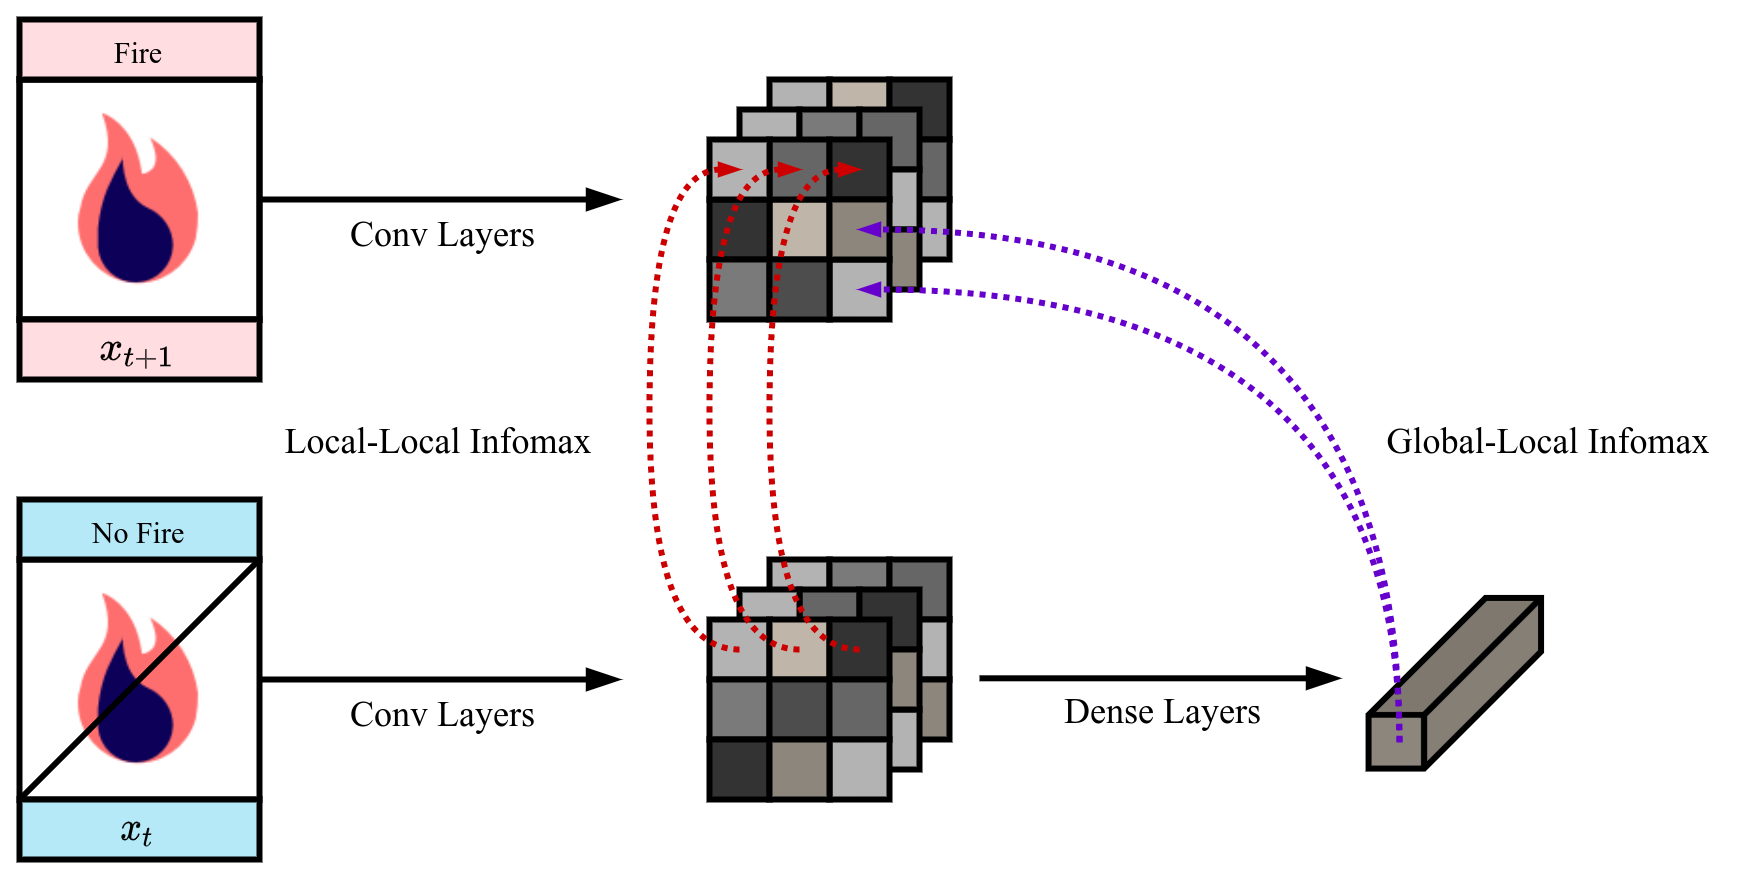 Fire
x_{t+1}
Conv Layers
Local-Local Infomax
Global-Local Infomax
No Fire
x_t
Conv Layers
Dense Layers